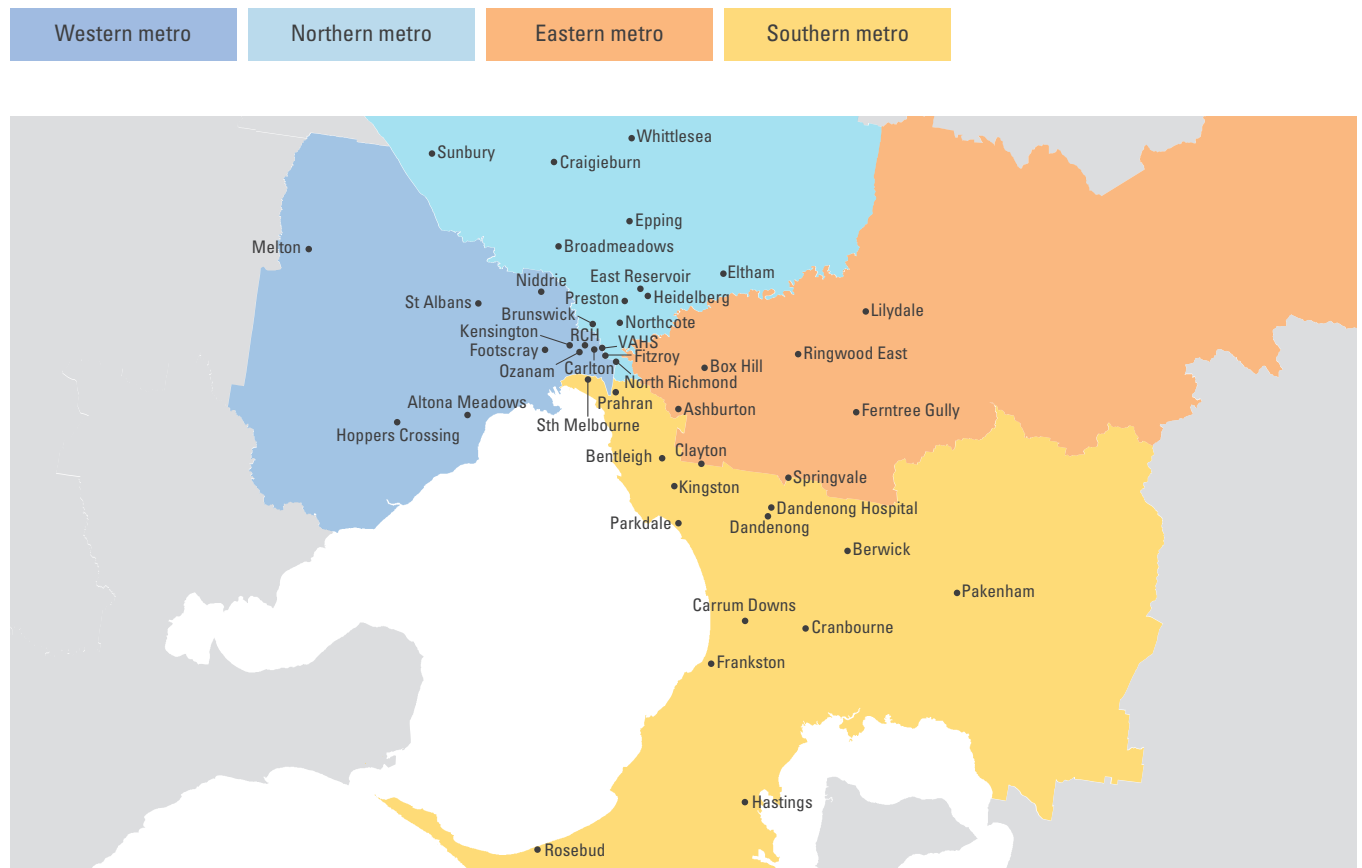 Western metro
Northern metro
Eastern metro
Southern metro
Whittlesea
Sunbury
Craigieburn
Epping
Broadmeadows
Melton
Eltham
East Reservoir
Niddrie
Heidelberg
Preston
St Albans
Lilydale
Brunswick
Northcote
Kensington
RCH
VAHS
Footscray
Fitzroy
Ringwood East
Ozanam
Carlton
Box Hill
North Richmond
Altona Meadows
Prahran
Ashburton
Ferntree Gully
Sth Melbourne
Hoppers Crossing
Clayton
Bentleigh
Springvale
Kingston
Dandenong Hospital
Parkdale
Dandenong
Berwick
Pakenham
Carrum Downs
Cranbourne
Frankston
Hastings
Rosebud